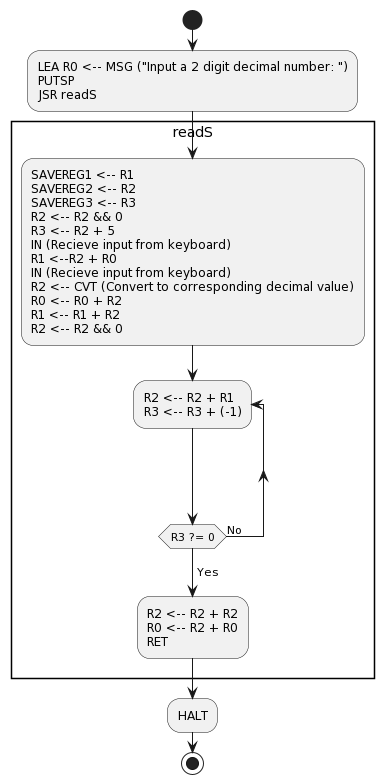 LEA R0 <-- MSG ("Input a 2 digit decimal number: ")
PUTSP
JSR readS
readS
SAVEREG1 <-- R1
SAVEREG2 <-- R2
SAVEREG3 <-- R3
R2 <-- R2 && 0
R3 <-- R2 + 5
IN (Recieve input from keyboard)
R1 <--R2 + R0
IN (Recieve input from keyboard)
R2 <-- CVT (Convert to corresponding decimal value)
R0 <-- R0 + R2
R1 <-- R1 + R2
R2 <-- R2 && 0
R2 <-- R2 + R1
R3 <-- R3 + (-1)
R3 ?= 0
No
Yes
R2 <-- R2 + R2
R0 <-- R2 + R0
RET
HALT